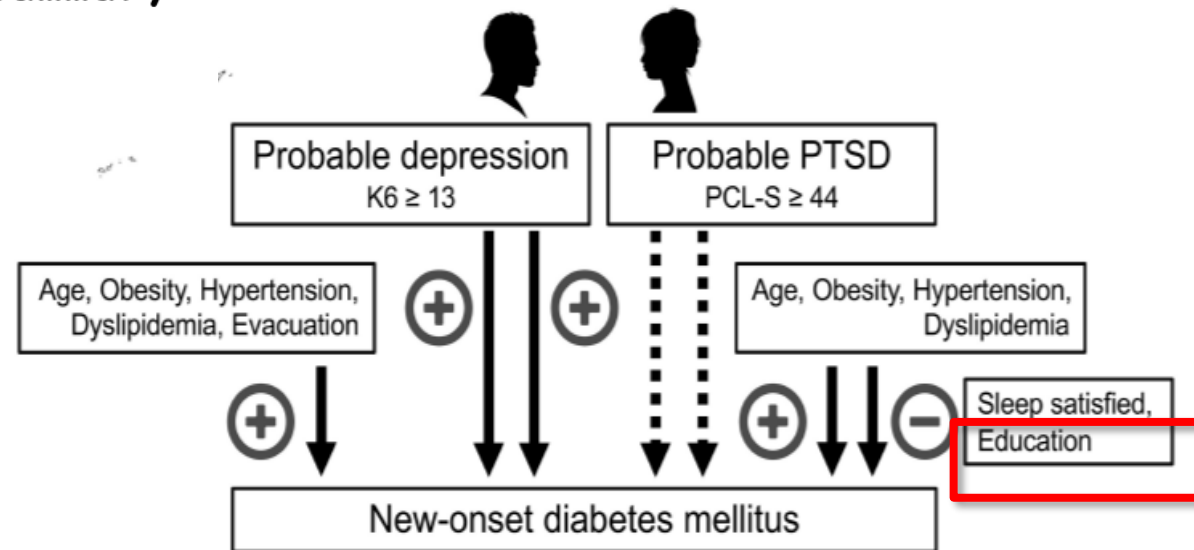 Probable depression
K6 ≥ 13
Probable PTSD
PCL-S ≥ 44
Age, Obesity, Hypertension,
Dyslipidemia, Evacuation
Age, Obesity, Hypertension,
Dyslipidemia
Sleep satisfied,
Education
New-onset diabetes mellitus